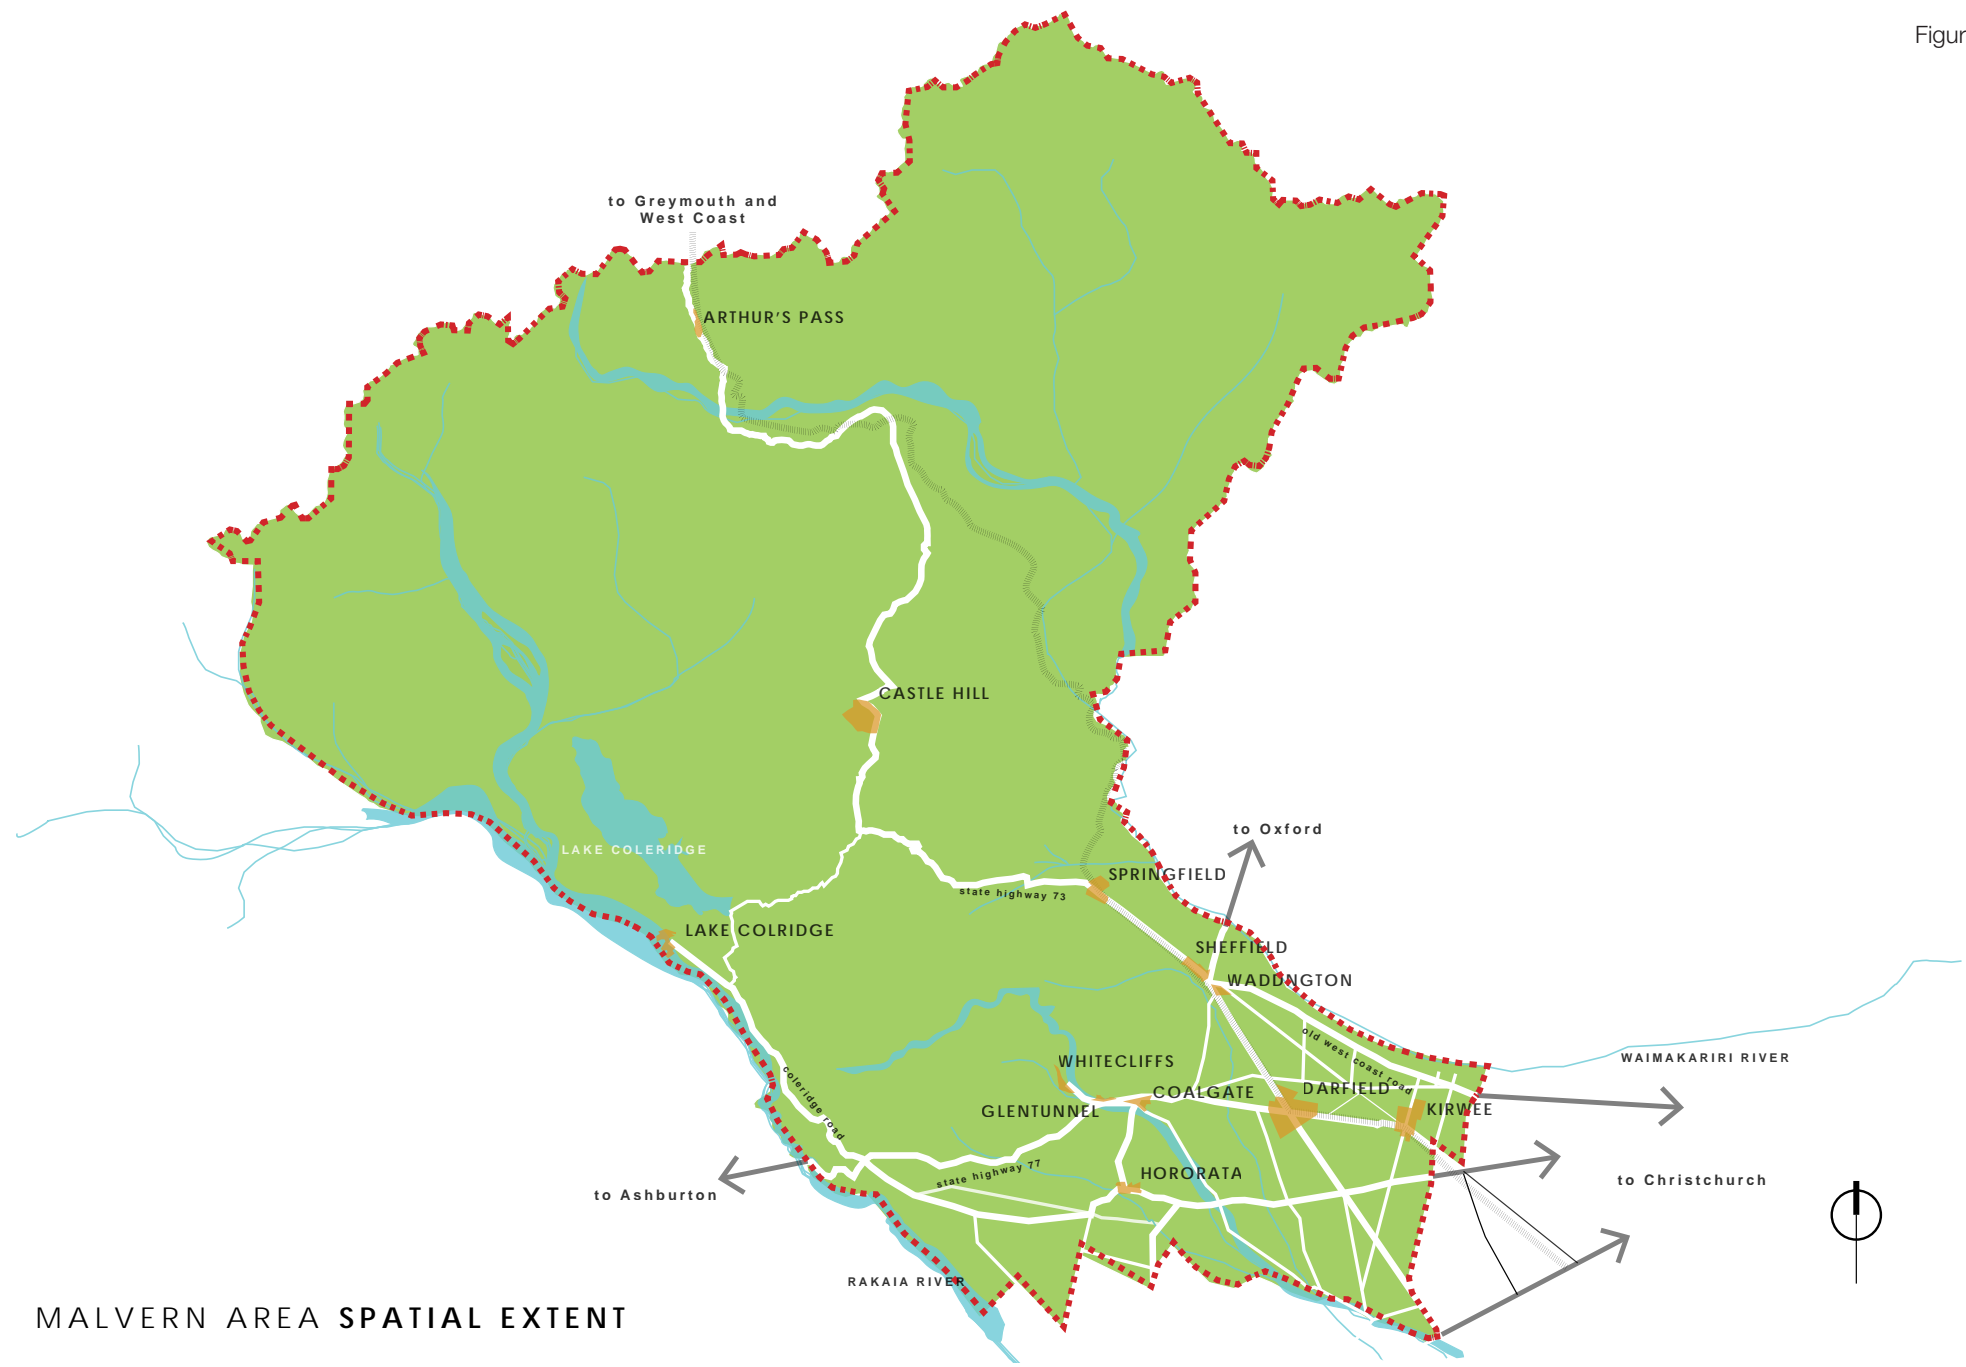 Figur
to Greymouth and
West Coast
ARTHUR'S PASS
CASTLE HILL
to Oxford
LAKE COLERIDGE
SPRINGFIELD
state highway 73
LAKE COLRIDGE
SHEFFIELD
WADDNGTON
old west coast road
WAIMAKARIRI RIVER
WHITECLIFFS
COALGATE
DARFIELD
GLENTUNNEL
KIRWEE
coleridge road
state highway 77
HORORATA
to Christchurch
to Ashburton
RAKAIA RIVER
MALVERN AREA SPATIAL EXTENT